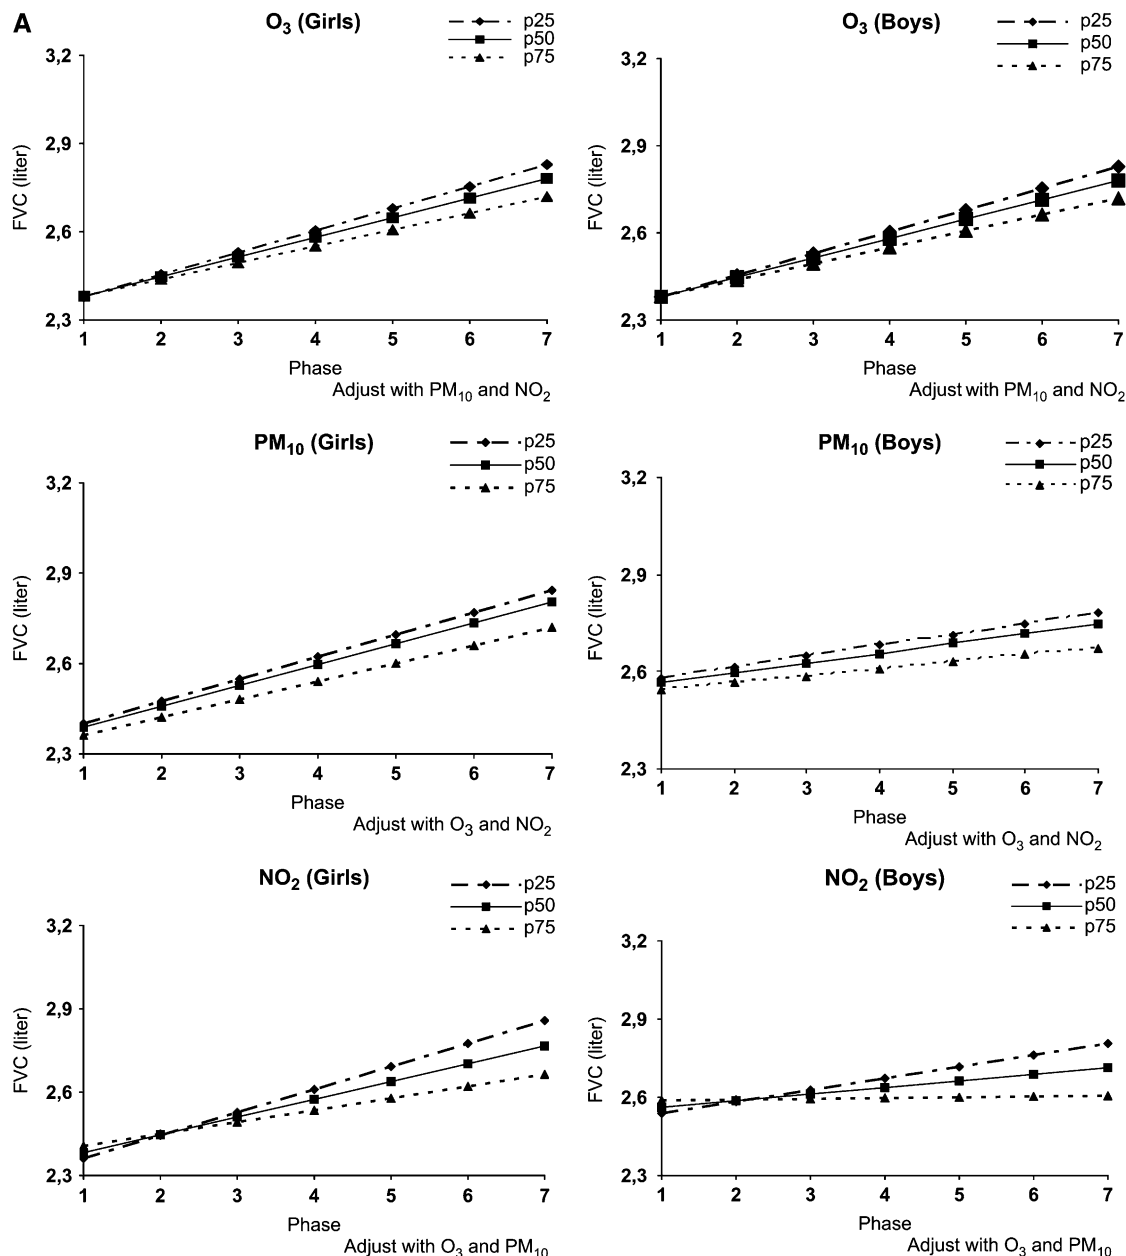 A
O3 (Girls)
p25
p50
p75
3,2
2,9
2,6
2,3
FVC (liter)
1 2 3 4 5 6 7
Phase
Adjust with PM10 and NO2
O3 (Boys)
p25
p50
p75
3,2
2,9
2,6
2,3
FVC (liter)
1 2 3 4 5 6 7
Phase
Adjust with PM10 and NO2
PM10 (Girls)
p25
p50
p75
3,2
2,9
2,6
2,3
FVC (liter)
1 2 3 4 5 6 7
Phase
Adjust with O3 and NO2
PM10 (Boys)
p25
p50
p75
3,2
2,9
2,6
2,3
FVC (liter)
1 2 3 4 5 6 7
Phase
Adjust with O3 and NO2
NO2 (Girls)
p25
p50
p75
3,2
2,9
2,6
2,3
FVC (liter)
1 2 3 4 5 6 7
Phase
Adjust with O3 and PM10
NO2 (Boys)
p25
p50
p75
3,2
2,9
2,6
2,3
FVC (liter)
1 2 3 4 5 6 7
Phase
Adjust with O3 and PM10